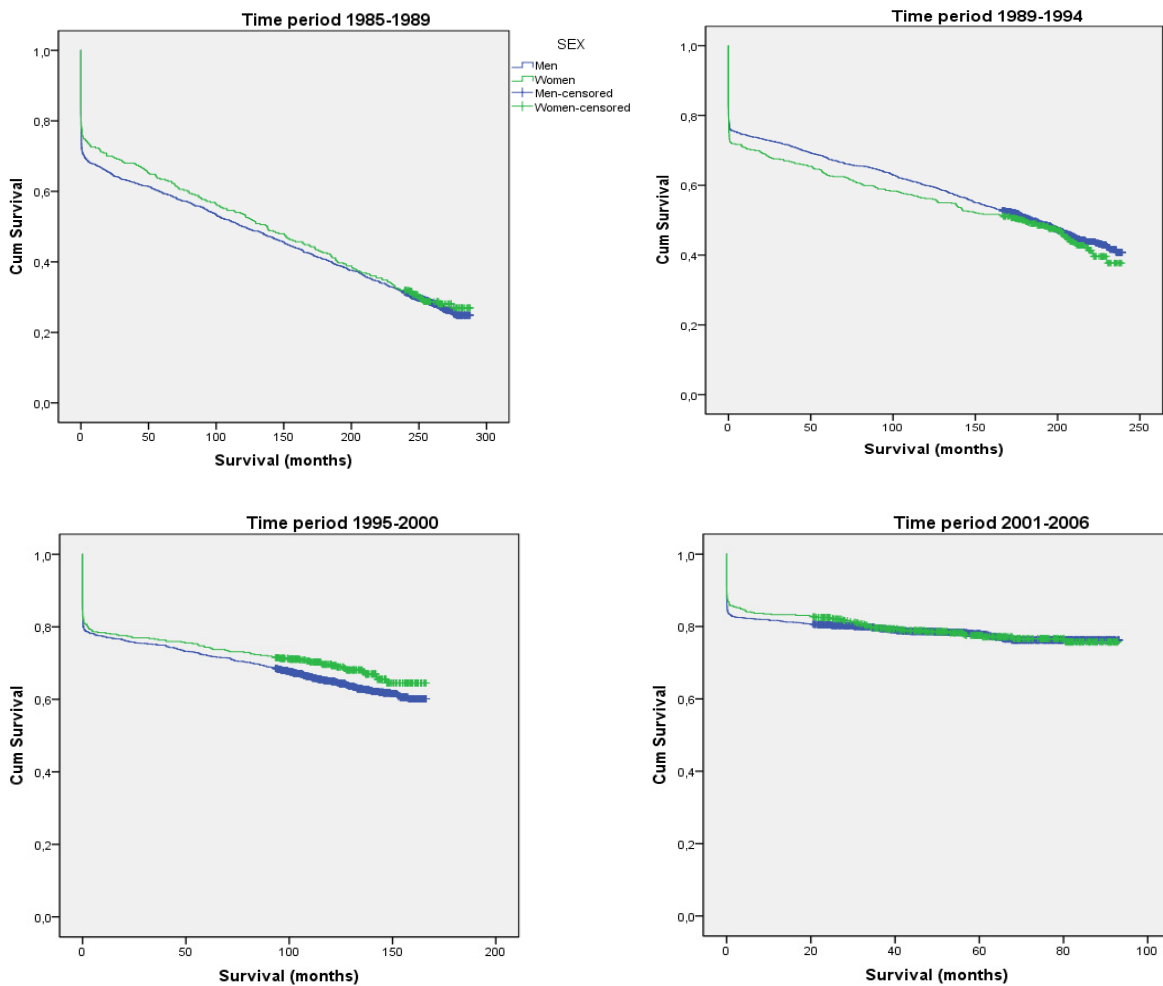 Time period 1985-1989
1,0
0,8
0,6
0,4
0,2
0,0
Cum Survival
0 50 100 150 200 250 300
Survival (months)
SEX
Men
Women
Men-censored
Women-censored
Time period 1989-1994
1,0
0,8
0,6
0,4
0,2
0,0
Cum Survival
0 50 100 150 200 250
Survival (months)
Time period 1995-2000
1,0
0,8
0,6
0,4
0,2
0,0
Cum Survival
0 50 100 150 200
Survival (months)
Time period 2001-2006
1,0
0,8
0,6
0,4
0,2
0,0
Cum Survival
0 20 40 60 80 100
Survival (months)